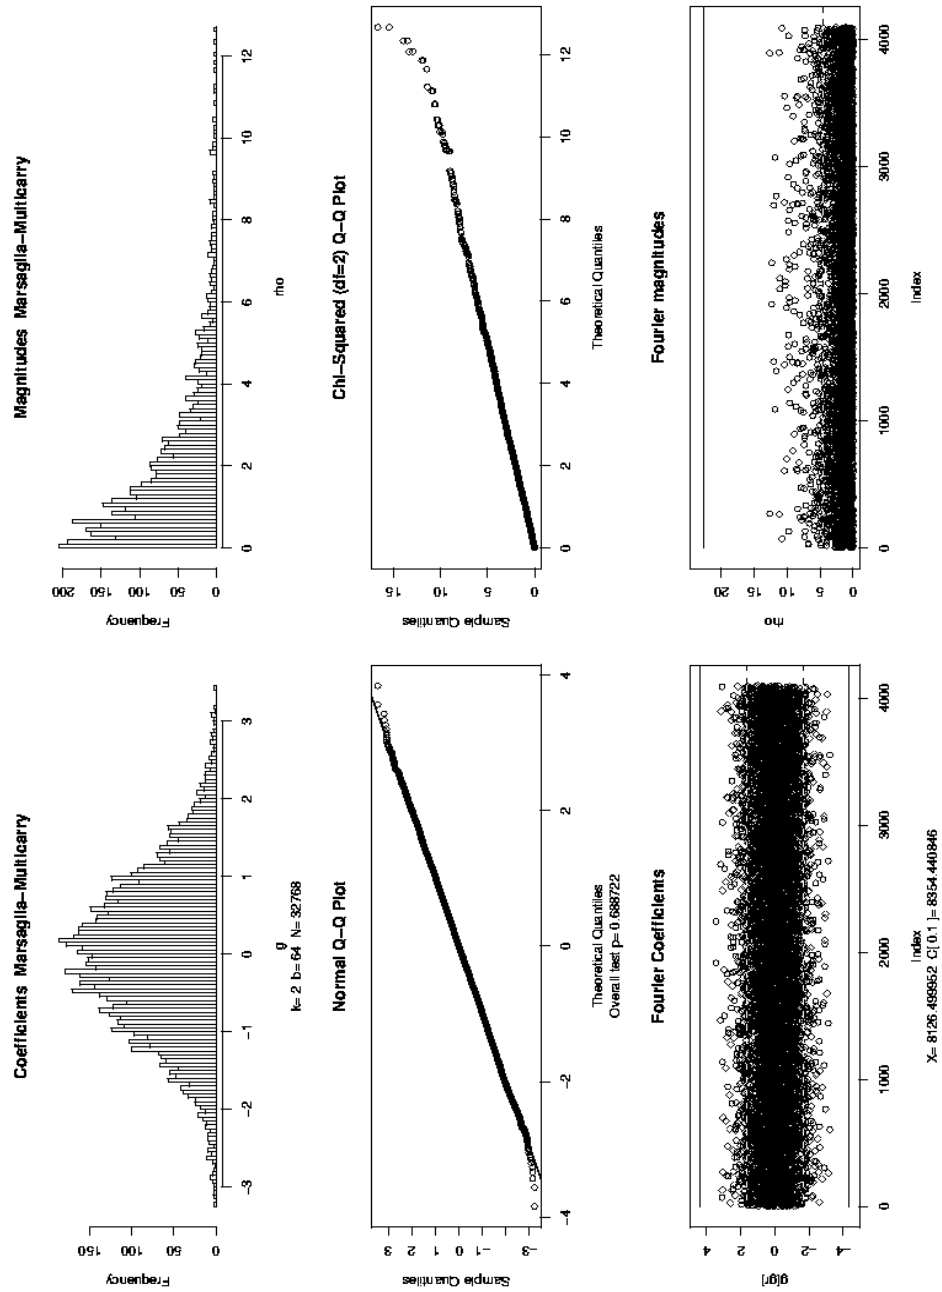 Coefficients Marsaglia-Multicarry
Frequency
0 50 100 150
-3 -2 -1 0 1 2 3
g
k= 2 b= 64 N= 32768
Magnitudes Marsaglia-Multicarry
Frequency
0 50 100 150 200
0 2 4 6 8 10 12
rho
Normal Q-Q Plot
Sample Quantiles
-3 -1 0 1 2 3
-4 -2 0 2 4
Theoretical Quantiles
Overall test p= 0.688722
Chi-Squared (df=2) Q-Q Plot
Sample Quantiles
0 5 10 15
0 2 4 6 8 10 12
Theoretical Quantiles
Fourier Coefficients
g[gr]
-4 -2 0 2 4
0 1000 2000 3000 4000
Index
X= 8126.499952 C[ 0.1 ]= 8354.440846
Fourier magnitudes
rho
0 5 10 15 20
0 1000 2000 3000 4000
Index